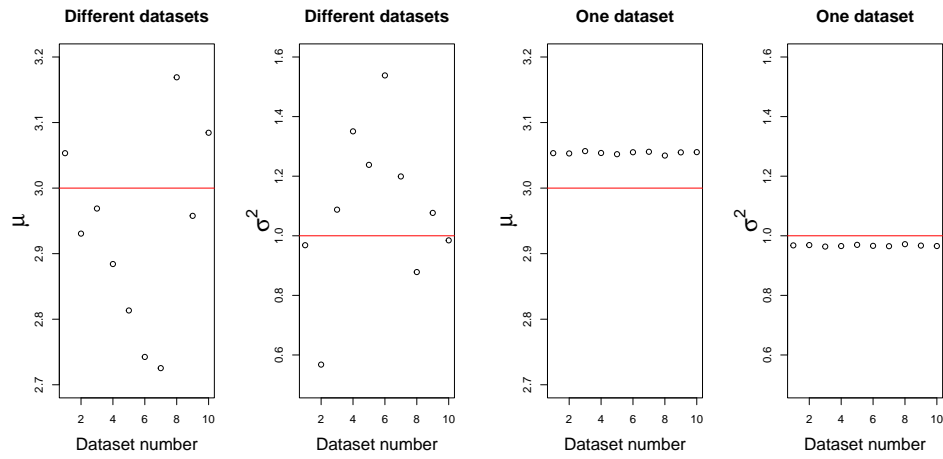 Different datasets
μ
3.2
3.1
3.0
2.9
2.8
2.7
2 4 6 8 10
Dataset number
Different datasets
σ²
1.6
1.4
1.2
1.0
0.8
0.6
2 4 6 8 10
Dataset number
One dataset
μ
3.2
3.1
3.0
2.9
2.8
2.7
2 4 6 8 10
Dataset number
One dataset
σ²
1.6
1.4
1.2
1.0
0.8
0.6
2 4 6 8 10
Dataset number